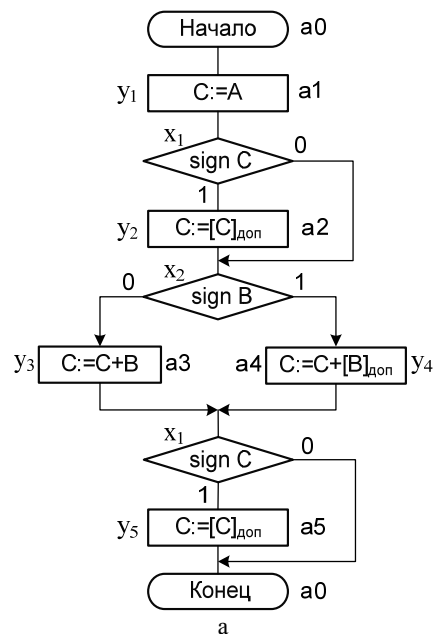 Начало a0
y1 C:=A a1
x1 0
sign C
1
y2 C:=[C]доп a2
x2
0 sign B 1
y3 C:=C+B a3 a4 C:=C+[B]доп y4
x1 0
sign C
1
y5 C:=[C]доп a5
Конец a0
а